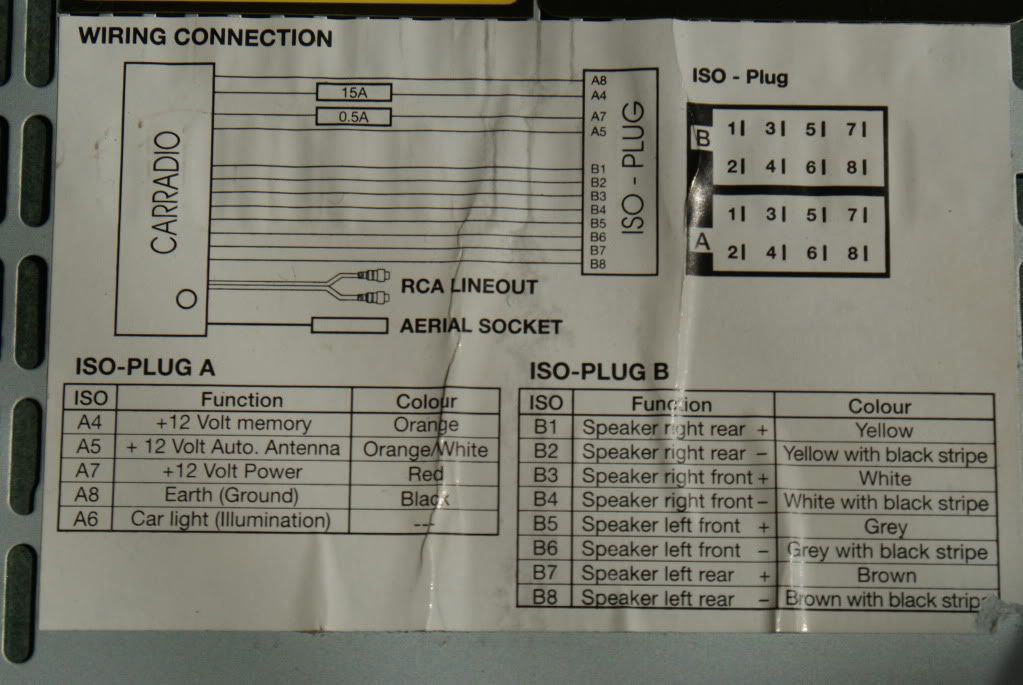 WIRING CONNECTION
CARRADIO
15A
0.5A
A8
A4
A7
A5
B1
B2
B3
B4
B5
B6
B7
B8
ISO - PLUG
RCA LINEOUT
AERIAL SOCKET
ISO - Plug
B 1 3 5 7
2 4 6 8
1 3 5 7
A 2 4 6 8
ISO-PLUG A
ISO Function Colour
A4 +12 Volt memory Orange
A5 + 12 Volt Auto. Antenna Orange/White
A7 +12 Volt Power Red
A8 Earth (Ground) Black
A6 Car light (Illumination) ---
ISO-PLUG B
ISO Function Colour
B1 Speaker right rear + Yellow
B2 Speaker right rear – Yellow with black stripe
B3 Speaker right front + White
B4 Speaker right front – White with black stripe
B5 Speaker left front + Grey
B6 Speaker left front – Grey with black stripe
B7 Speaker left rear + Brown
B8 Speaker left rear – Brown with black stripe